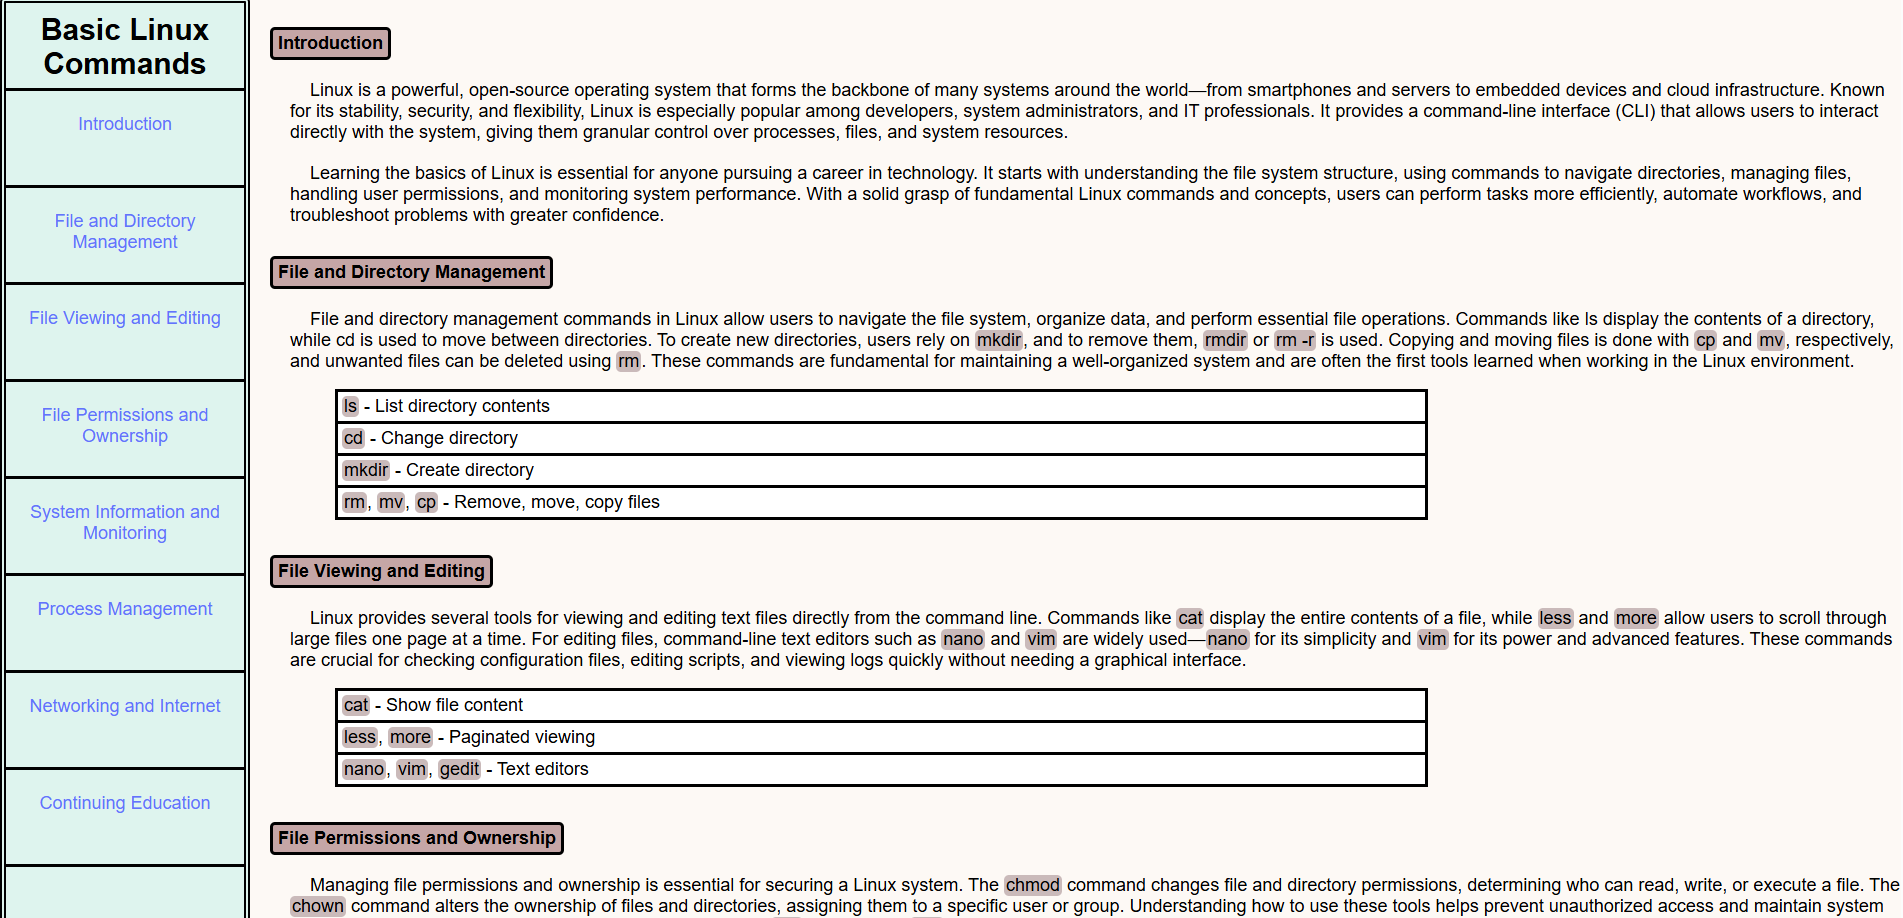 Basic Linux
Commands
Introduction
File and Directory
Management
File Viewing and Editing
File Permissions and
Ownership
System Information and
Monitoring
Process Management
Networking and Internet
Continuing Education
Introduction
Linux is a powerful, open-source operating system that forms the backbone of many systems around the world—from smartphones and servers to embedded devices and cloud infrastructure. Known
for its stability, security, and flexibility, Linux is especially popular among developers, system administrators, and IT professionals. It provides a command-line interface (CLI) that allows users to interact
directly with the system, giving them granular control over processes, files, and system resources.
Learning the basics of Linux is essential for anyone pursuing a career in technology. It starts with understanding the file system structure, using commands to navigate directories, managing files,
handling user permissions, and monitoring system performance. With a solid grasp of fundamental Linux commands and concepts, users can perform tasks more efficiently, automate workflows, and
troubleshoot problems with greater confidence.
File and Directory Management
File and directory management commands in Linux allow users to navigate the file system, organize data, and perform essential file operations. Commands like ls display the contents of a directory,
while cd is used to move between directories. To create new directories, users rely on mkdir, and to remove them, rmdir or rm -r is used. Copying and moving files is done with cp and mv, respectively,
and unwanted files can be deleted using rm. These commands are fundamental for maintaining a well-organized system and are often the first tools learned when working in the Linux environment.
ls - List directory contents
cd - Change directory
mkdir - Create directory
rm, mv, cp - Remove, move, copy files
File Viewing and Editing
Linux provides several tools for viewing and editing text files directly from the command line. Commands like cat display the entire contents of a file, while less and more allow users to scroll through
large files one page at a time. For editing files, command-line text editors such as nano and vim are widely used—nano for its simplicity and vim for its power and advanced features. These commands
are crucial for checking configuration files, editing scripts, and viewing logs quickly without needing a graphical interface.
cat - Show file content
less, more - Paginated viewing
nano, vim, gedit - Text editors
File Permissions and Ownership
Managing file permissions and ownership is essential for securing a Linux system. The chmod command changes file and directory permissions, determining who can read, write, or execute a file. The
chown command alters the ownership of files and directories, assigning them to a specific user or group. Understanding how to use these tools helps prevent unauthorized access and maintain system